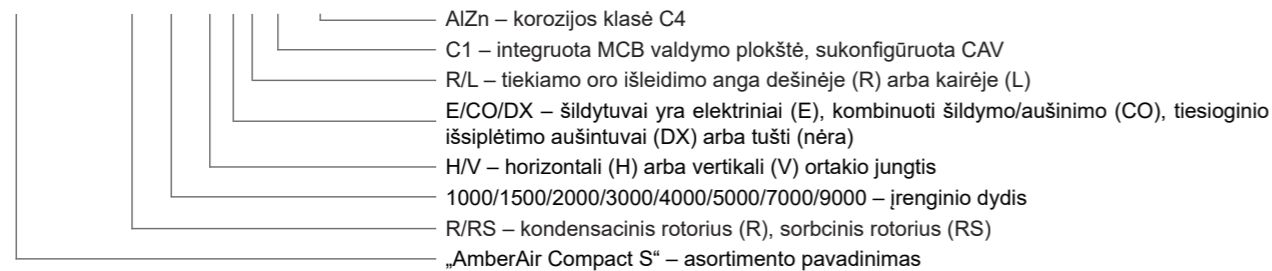 AlZn – korozijos klasė C4
C1 – integruota MCB valdymo plokštė, sukonfigūruota CAV
R/L – tiekiamo oro išleidimo anga dešinėje (R) arba kairėje (L)
E/CO/DX – šildytuvai yra elektriniai (E), kombinuoti šildymo/aušinimo (CO), tiesioginio
išsiplėtimo aušintuvai (DX) arba tušti (nėra)
H/V – horizontali (H) arba vertikali (V) ortakio jungtis
1000/1500/2000/3000/4000/5000/7000/9000 – įrenginio dydis
R/RS – kondensacinis rotorius (R), sorbcinis rotorius (RS)
„AmberAir Compact S“ – asortimento pavadinimas